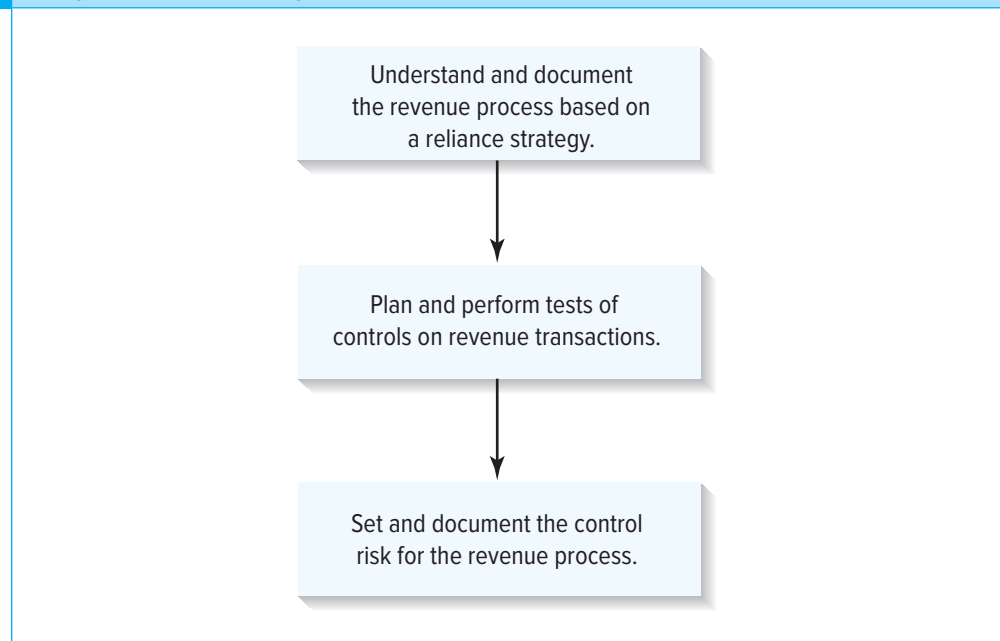 Understand and document
the revenue process based on
a reliance strategy.
Plan and perform tests of
controls on revenue transactions.
Set and document the control
risk for the revenue process.